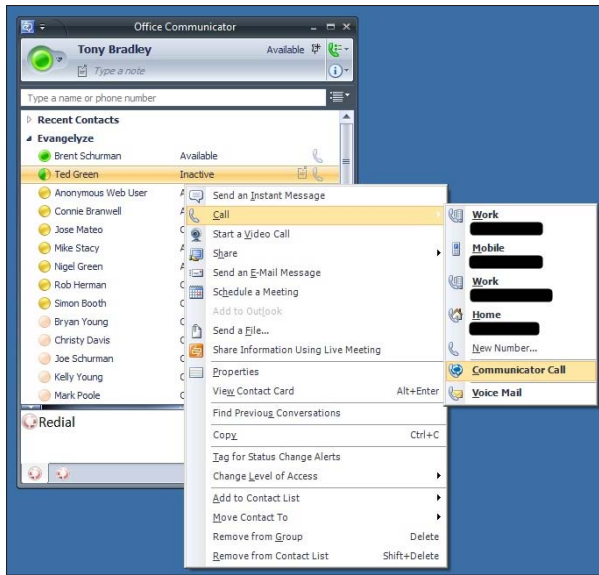 Office Communicator
Tony Bradley
Available
Type a note
Type a name or phone number
Recent Contacts
Evangelyze
Brent Schurman Available
Ted Green Inactive
Anonymous Web User
Connie Branwell
Jose Mateo
Mike Stacy
Nigel Green
Rob Herman
Simon Booth
Bryan Young
Christy Davis
Joe Schurman
Kelly Young
Mark Poole
Redial
Send an Instant Message
Call
Start a Video Call
Share
Send an E-Mail Message
Schedule a Meeting
Add to Outlook
Send a File...
Share Information Using Live Meeting
Properties
View Contact Card Alt+Enter
Find Previous Conversations
Copy Ctrl+C
Tag for Status Change Alerts
Change Level of Access
Add to Contact List
Move Contact To
Remove from Group Delete
Remove from Contact List Shift+Delete
Work
Mobile
Work
Home
New Number...
Communicator Call
Voice Mail